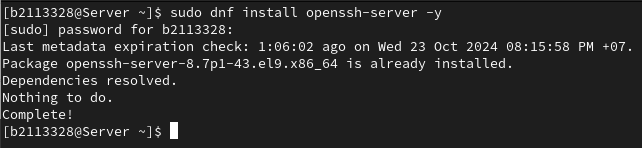 [b2113328@Server ~]$ sudo dnf install openssh-server -y
[sudo] password for b2113328:
Last metadata expiration check: 1:06:02 ago on Wed 23 Oct 2024 08:15:58 PM +07.
Package openssh-server-8.7p1-43.el9.x86_64 is already installed.
Dependencies resolved.
Nothing to do.
Complete!
[b2113328@Server ~]$